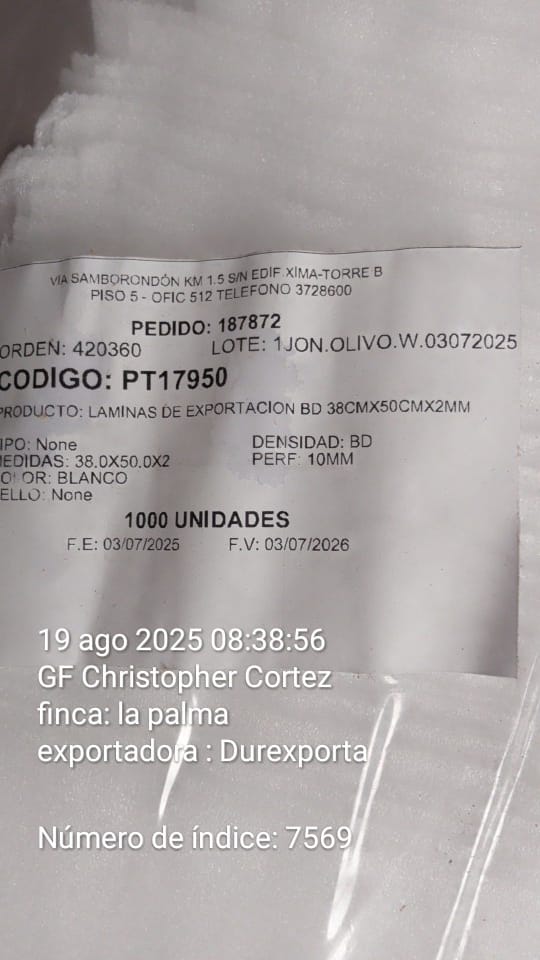 VIA SAMBORONDÓN KM 1.5 S/N EDIF.XIMA-TORRE B
PISO 5 - OFIC 512 TELEFONO 3728600
PEDIDO: 187872
ORDEN: 420360 LOTE: 1JON.OLIVO.W.03072025
CODIGO: PT17950
PRODUCTO: LAMINAS DE EXPORTACION BD 38CMX50CMX2MM
IPO: None DENSIDAD: BD
MEDIDAS: 38.0X50.0X2 PERF: 10MM
COLOR: BLANCO
ELLO: None
1000 UNIDADES
F.E: 03/07/2025 F.V: 03/07/2026
19 ago 2025 08:38:56
GF Christopher Cortez
finca: la palma
exportadora : Durexporta
Número de índice: 7569